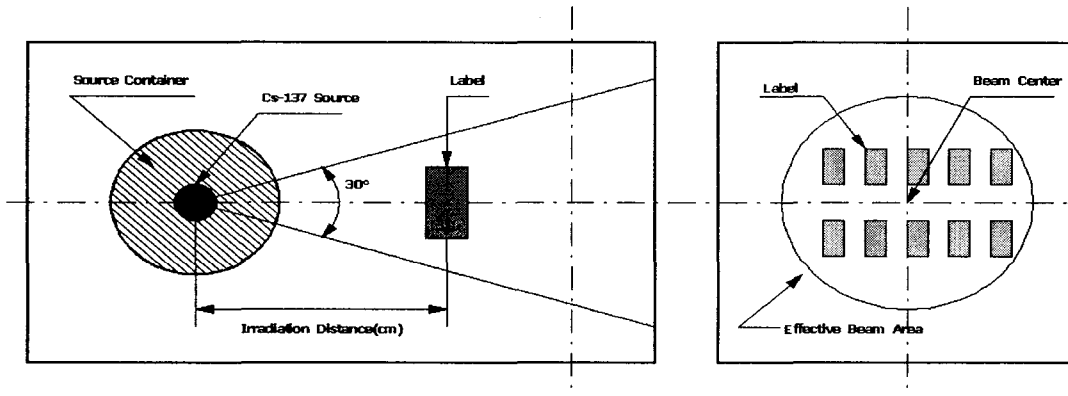 Source Container
Cs-137 Source
Label
30°
Irradiation Distance(cm)
Beam Center
Label
Effective Beam Area